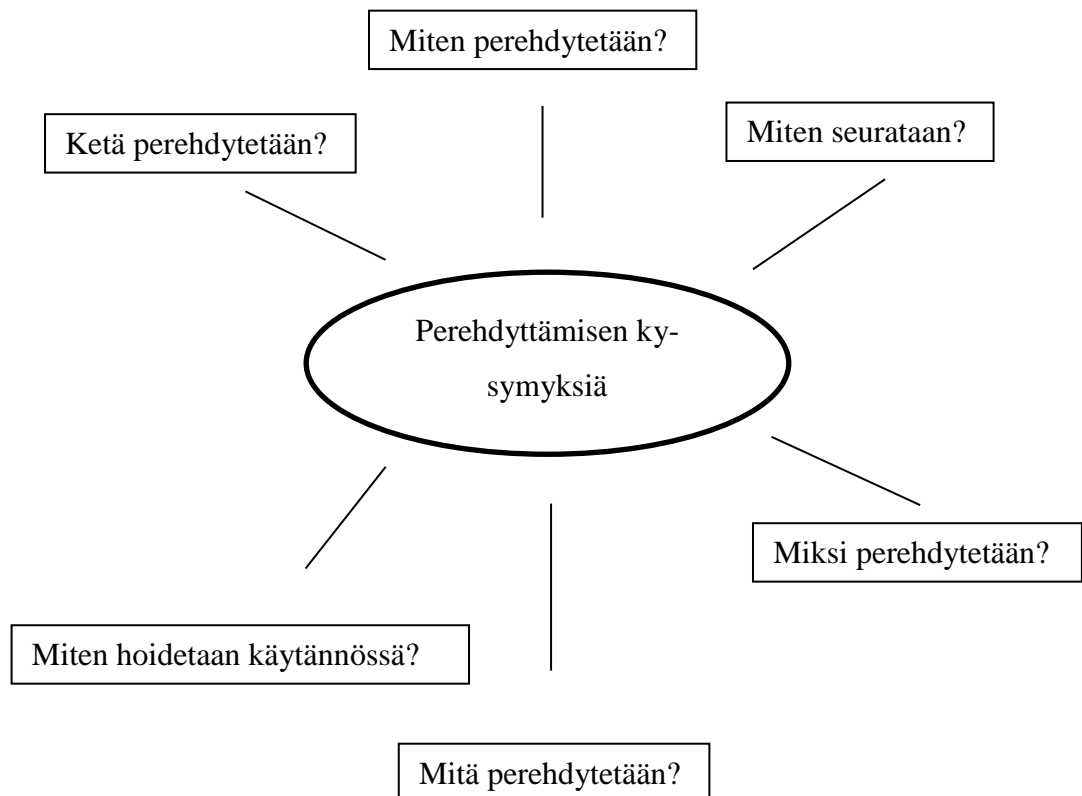 Miten perehdytetään?
Ketä perehdytetään?
Miten seurataan?
Perehdyttämisen ky-
symyksiä
Miksi perehdytetään?
Miten hoidetaan käytännössä?
Mitä perehdytetään?